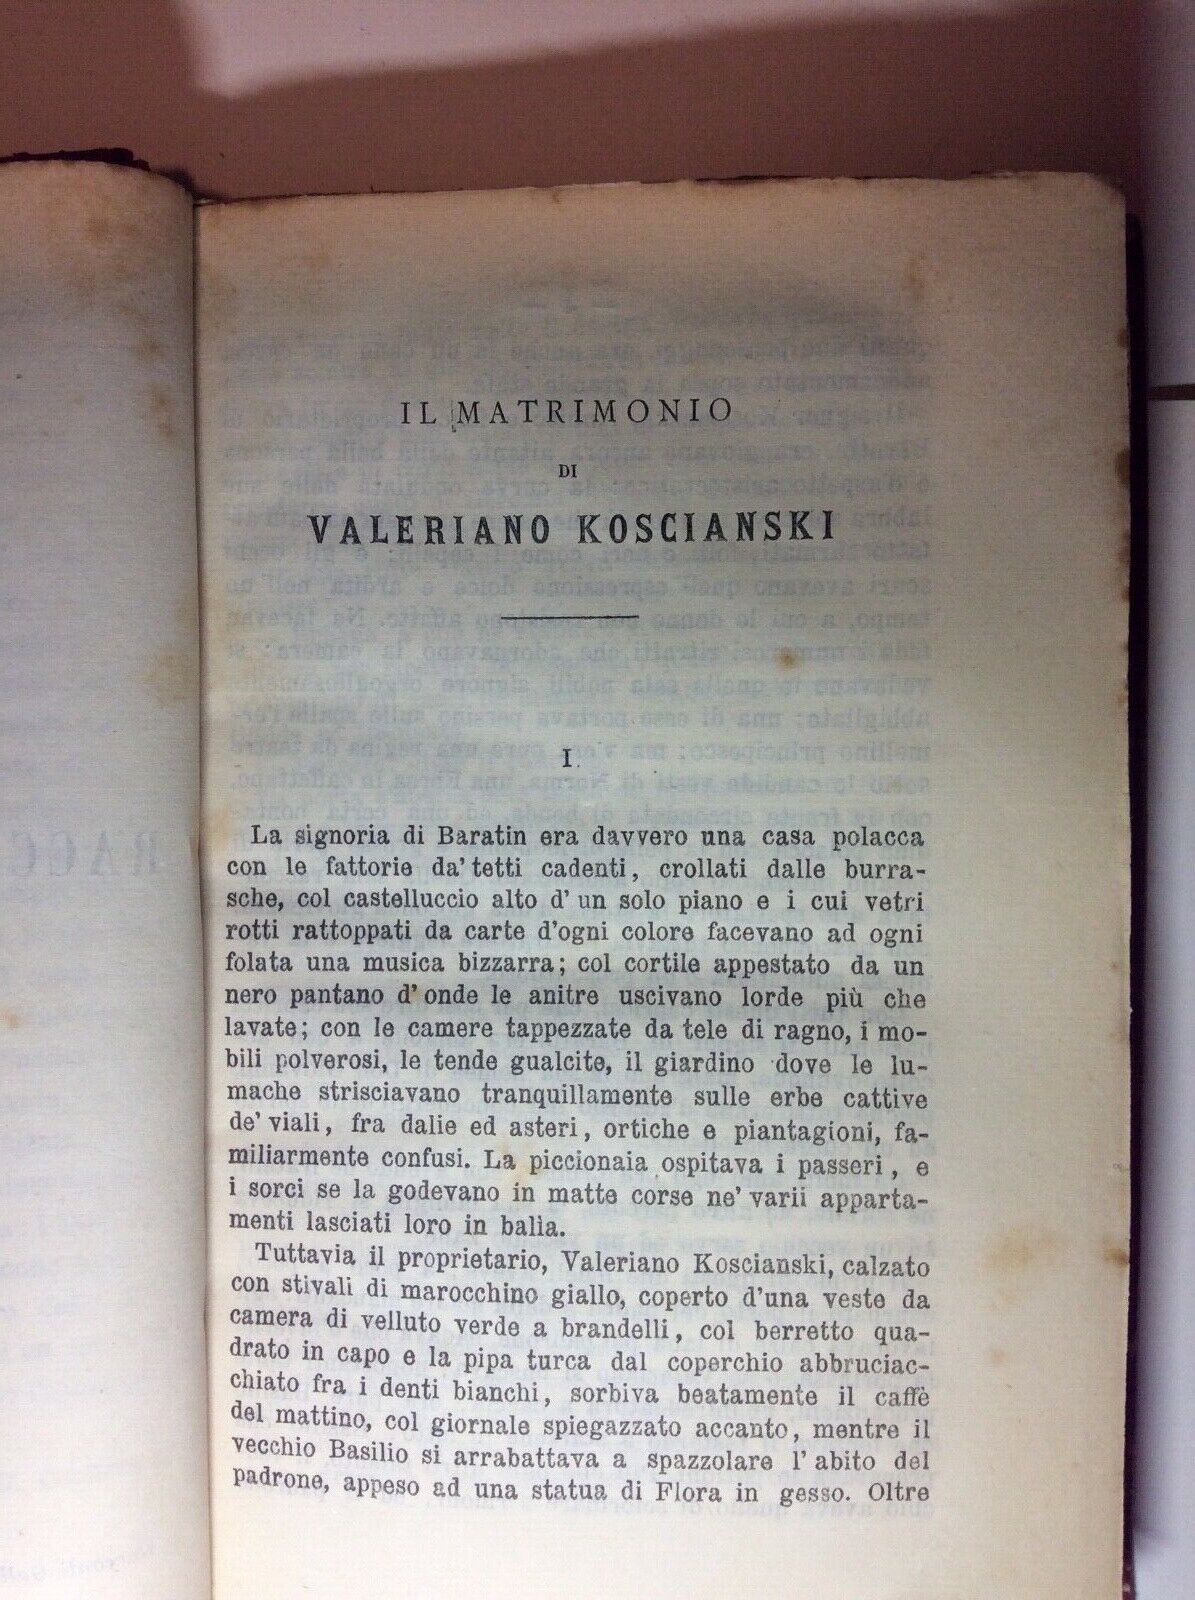 IL MATRIMONIO
DI
VALERIANO KOSCIANSKI
I.
La signoria di Baratin era davvero una casa polacca
con le fattorie da' tetti cadenti, crollati dalle burra-
sche, col castelluccio alto d' un solo piano e i cui vetri
rotti rattoppati da carte d'ogni colore facevano ad ogni
folata una musica bizzarra; col cortile appestato da un
nero pantano d' onde le anitre uscivano lorde più che
lavate; con le camere tappezzate da tele di ragno, i mo-
bili polverosi, le tende gualcite, il giardino dove le lu-
mache strisciavano tranquillamente sulle erbe cattive
de' viali, fra dalie ed asteri, ortiche e piantagioni, fa-
miliarmente confusi. La piccionaia ospitava i passeri, e
i sorci se la godevano in matte corse ne' varii apparta-
menti lasciati loro in balìa.
Tuttavia il proprietario, Valeriano Koscianski, calzato
con stivali di marocchino giallo, coperto d'una veste da
camera di velluto verde a brandelli, col berretto qua-
drato in capo e la pipa turca dal coperchio abbruciac-
chiato fra i denti bianchi, sorbiva beatamente il caffè
del mattino, col giornale spiegazzato accanto, mentre il
vecchio Basilio si arrabattava a spazzolare l' abito del
padrone, appeso ad una statua di Flora in gesso. Oltre